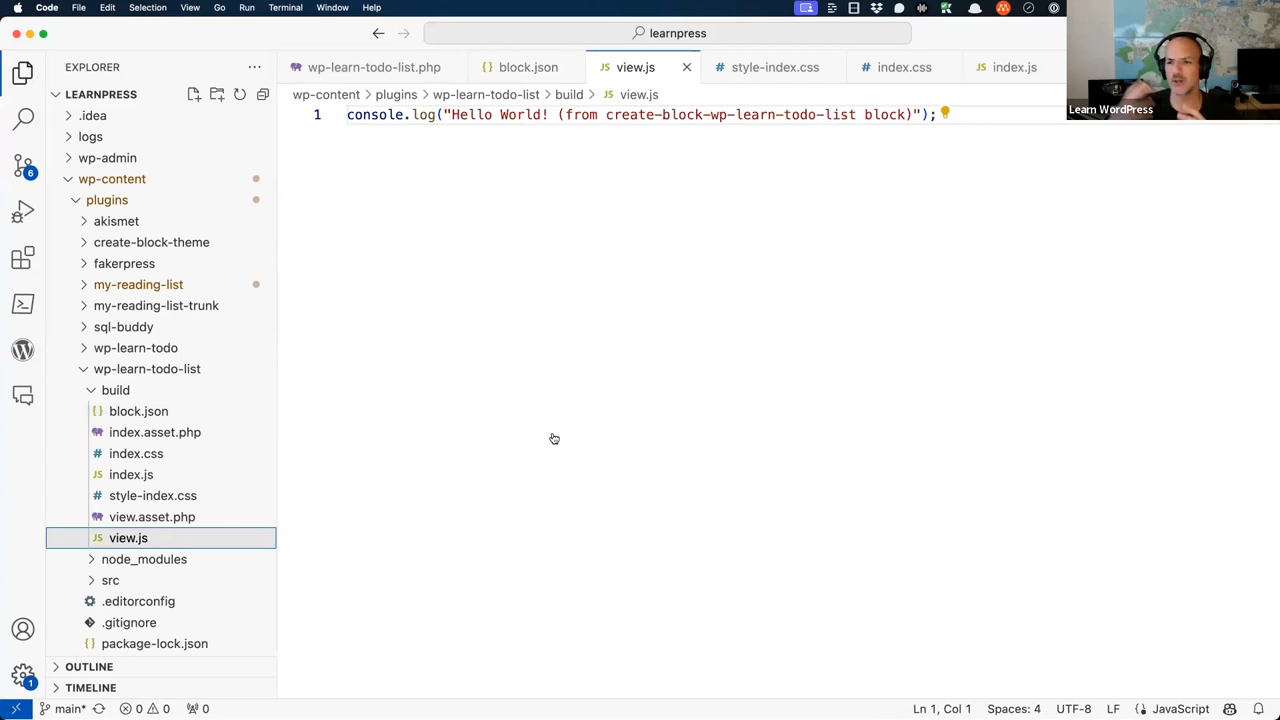 Code File Edit Selection View Go Run Terminal Window Help
learnpress
EXPLORER
wp-learn-todo-list.php
block.json
view.js
style-index.css
index.css
index.js
LEARNPRESS
wp-content > plugins > wp-learn-todo-list > build > view.js
1 console.log("Hello World! (from create-block-wp-learn-todo-list block)");
Learn WordPress
.idea
logs
wp-admin
wp-content
plugins
akismet
create-block-theme
fakerpress
my-reading-list
my-reading-list-trunk
sql-buddy
wp-learn-todo
wp-learn-todo-list
build
block.json
index.asset.php
index.css
index.js
style-index.css
view.asset.php
view.js
node_modules
src
.editorconfig
.gitignore
package-lock.json
OUTLINE
TIMELINE
6
1
main* 0 0 0
Ln 1, Col 1 Spaces: 4 UTF-8 LF JavaScript